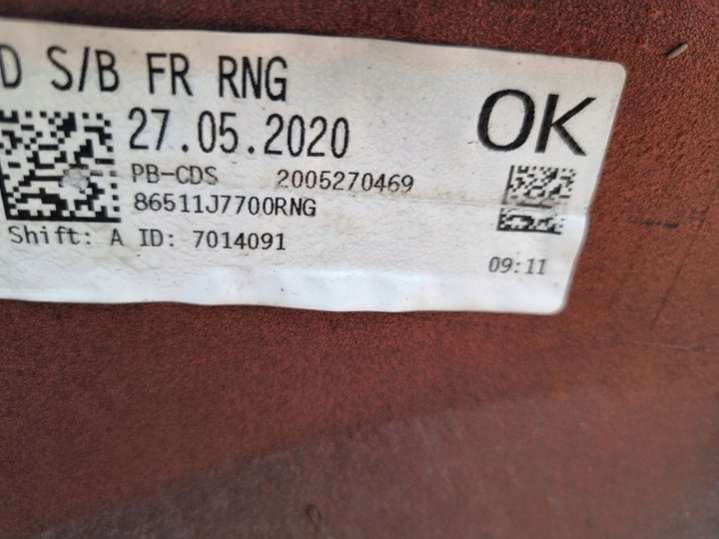 D S/B FR RNG
27.05.2020
OK
PB-CDS 2005270469
86511J7700RNG
Shift: A ID: 7014091
09:11